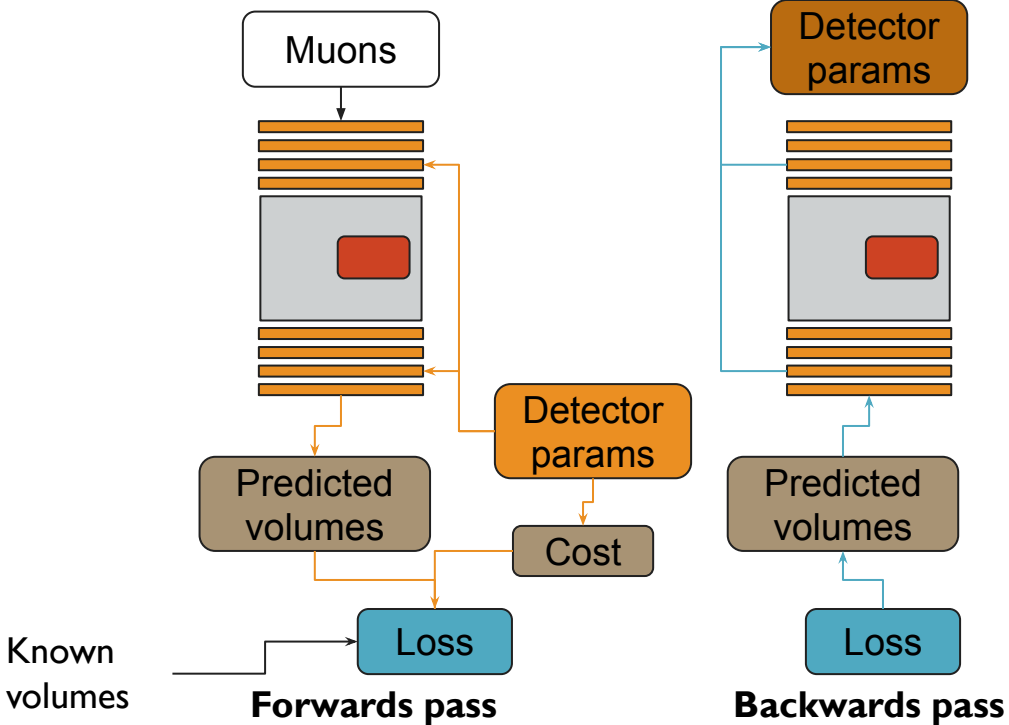 Muons
Detector
params
Predicted
volumes
Cost
Loss
Known
volumes
Forwards pass
Detector
params
Predicted
volumes
Loss
Backwards pass